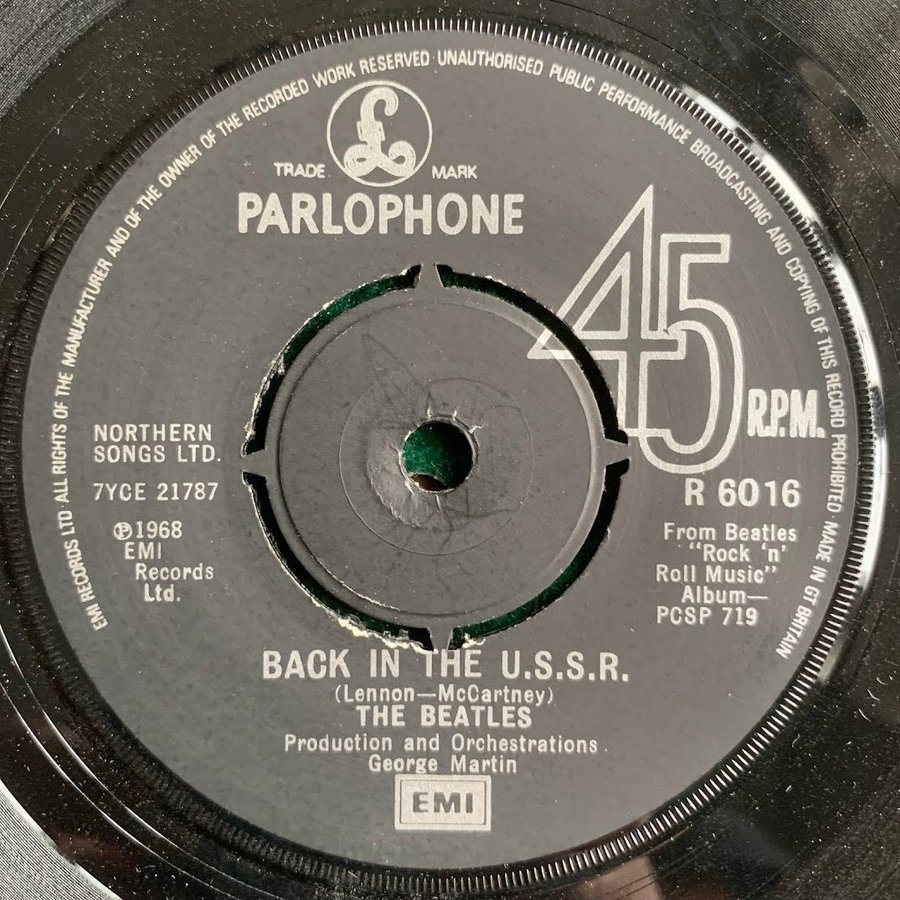 EMI RECORDS LTD · ALL RIGHTS OF THE MANUFACTURER AND OF THE OWNER OF THE RECORDED WORK RESERVED · UNAUTHORISED PUBLIC PERFORMANCE BROADCASTING AND COPYING OF THIS RECORD PROHIBITED MADE IN GT BRITAIN
£
TRADE MARK
PARLOPHONE
45
R.P.M.
NORTHERN
SONGS LTD.
7YCE 21787
℗1968
EMI
Records
Ltd.
R 6016
From Beatles
"Rock 'n'
Roll Music"
Album—
PCSP 719
BACK IN THE U.S.S.R.
(Lennon—McCartney)
THE BEATLES
Production and Orchestrations
George Martin
EMI